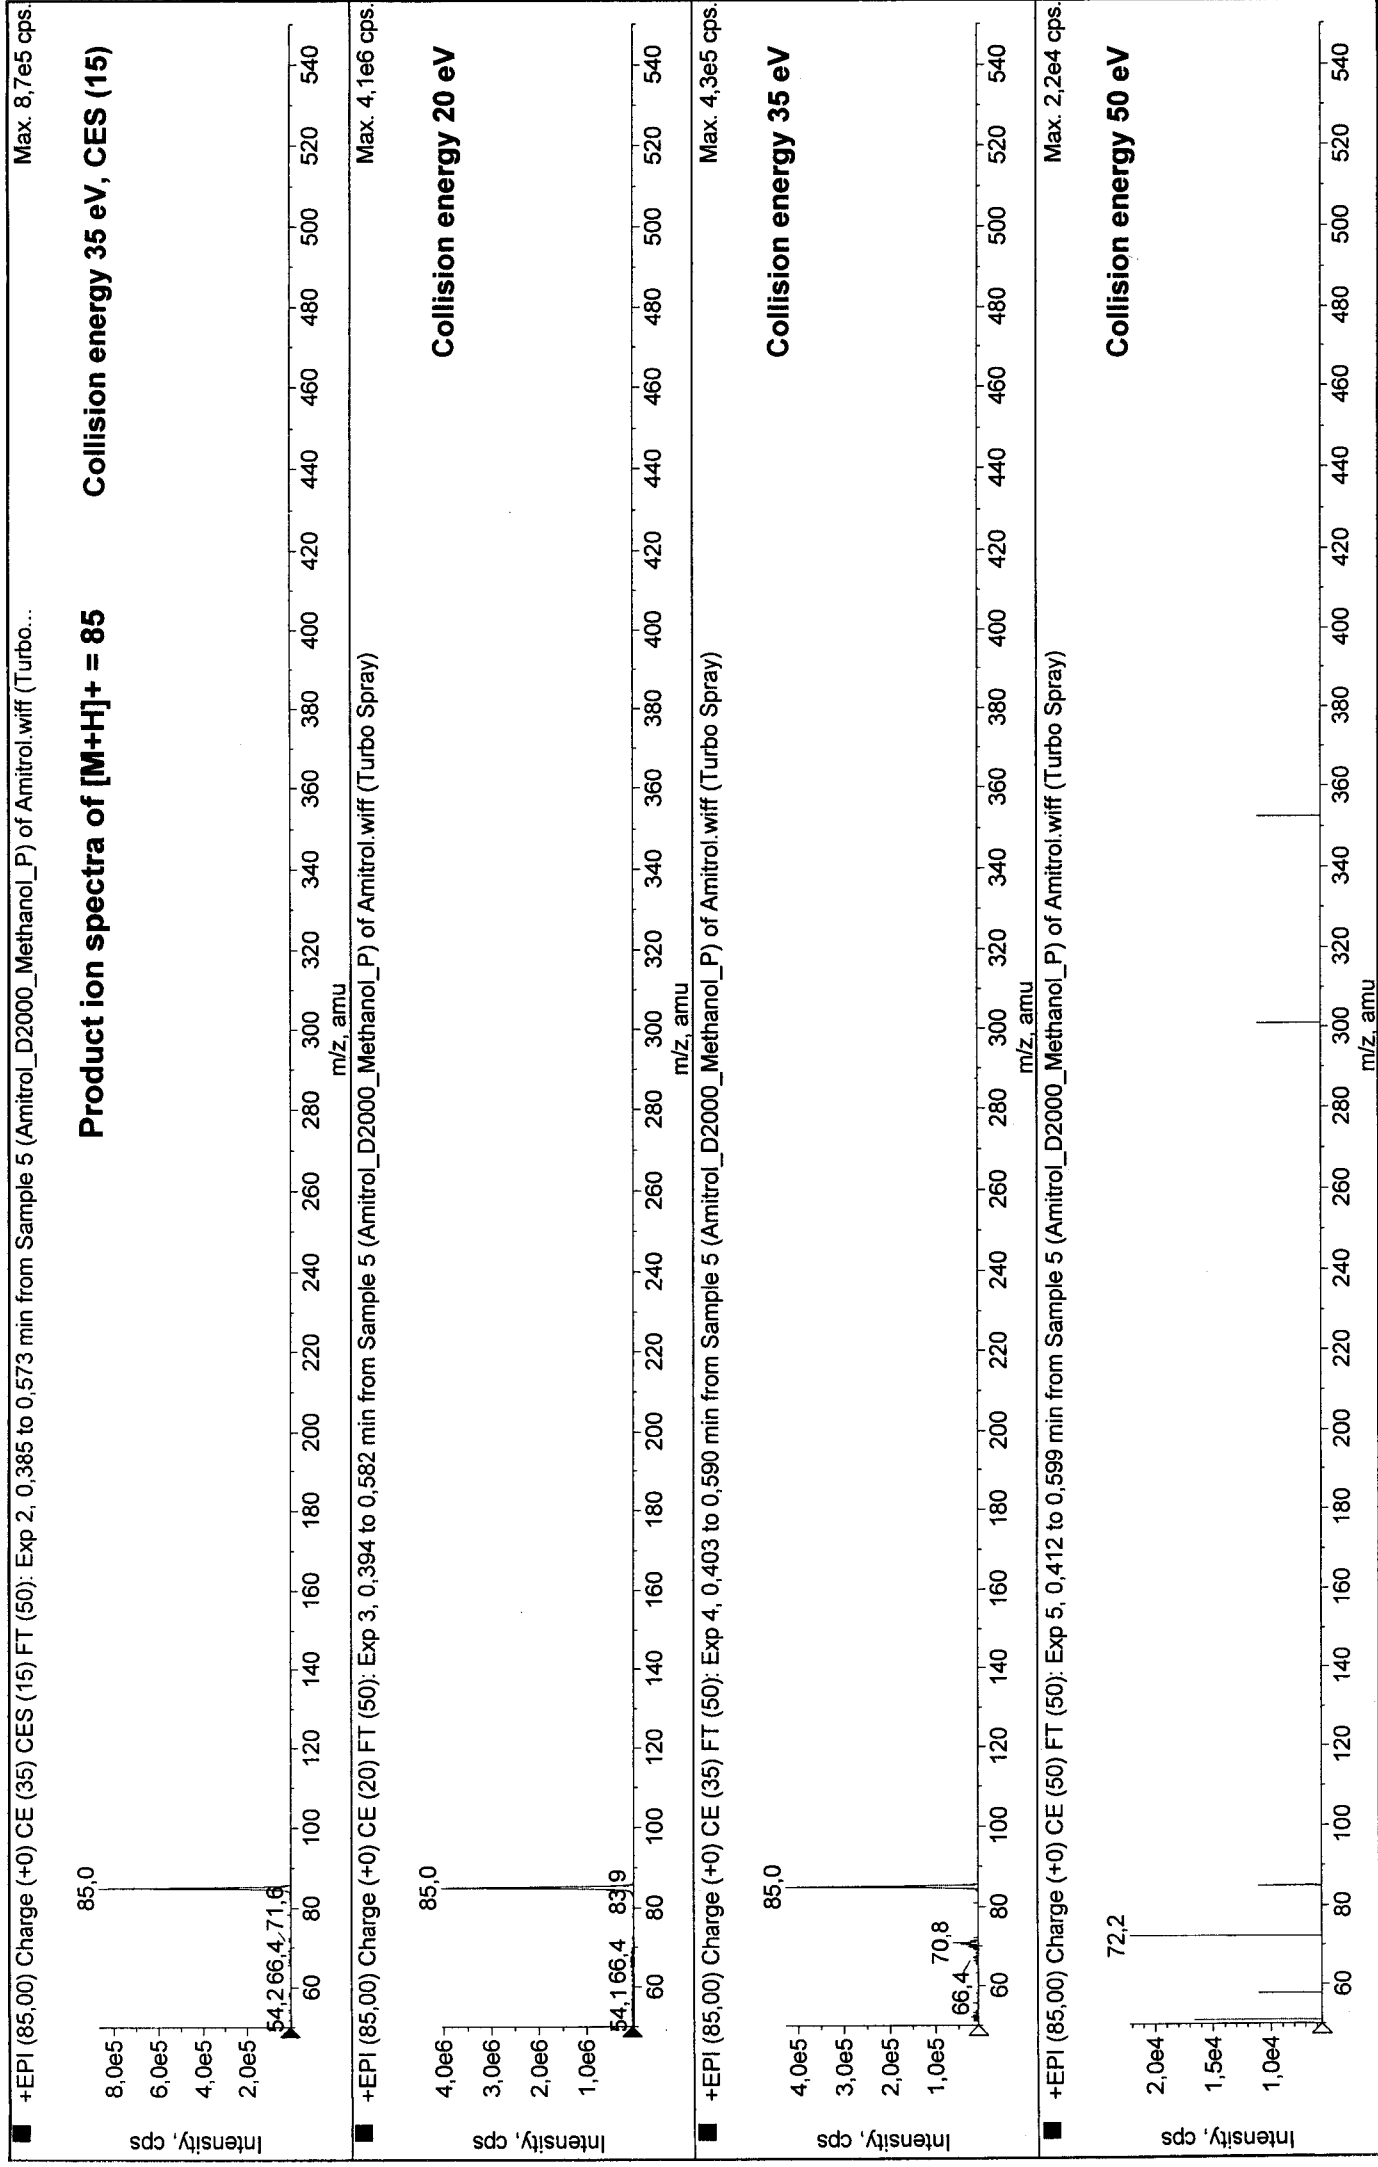 +EPI (85,00) Charge (+0) CE (35) CES (15) FT (50): Exp 2, 0,385 to 0,573 min from Sample 5 (Amitrol_D2000_Methanol_P) of Amitrol.wiff (Turbo... Max. 8,7e5 cps.
Product ion spectra of [M+H]+ = 85 Collision energy 35 eV, CES (15)
Intensity, cps
8,0e5
6,0e5
4,0e5
2,0e5
85,0
54,2 66,4 71,6
60 80 100 120 140 160 180 200 220 240 260 280 300 320 340 360 380 400 420 440 460 480 500 520 540
m/z, amu
+EPI (85,00) Charge (+0) CE (20) FT (50): Exp 3, 0,394 to 0,582 min from Sample 5 (Amitrol_D2000_Methanol_P) of Amitrol.wiff (Turbo Spray) Max. 4,1e6 cps.
Collision energy 20 eV
Intensity, cps
4,0e6
3,0e6
2,0e6
1,0e6
85,0
54,1 66,4 83,9
60 80 100 120 140 160 180 200 220 240 260 280 300 320 340 360 380 400 420 440 460 480 500 520 540
m/z, amu
+EPI (85,00) Charge (+0) CE (35) FT (50): Exp 4, 0,403 to 0,590 min from Sample 5 (Amitrol_D2000_Methanol_P) of Amitrol.wiff (Turbo Spray) Max. 4,3e5 cps.
Collision energy 35 eV
Intensity, cps
4,0e5
3,0e5
2,0e5
1,0e5
85,0
70,8
66,4
60 80 100 120 140 160 180 200 220 240 260 280 300 320 340 360 380 400 420 440 460 480 500 520 540
m/z, amu
+EPI (85,00) Charge (+0) CE (50) FT (50): Exp 5, 0,412 to 0,599 min from Sample 5 (Amitrol_D2000_Methanol_P) of Amitrol.wiff (Turbo Spray) Max. 2,2e4 cps.
Collision energy 50 eV
Intensity, cps
2,0e4
1,5e4
1,0e4
72,2
60 80 100 120 140 160 180 200 220 240 260 280 300 320 340 360 380 400 420 440 460 480 500 520 540
m/z, amu